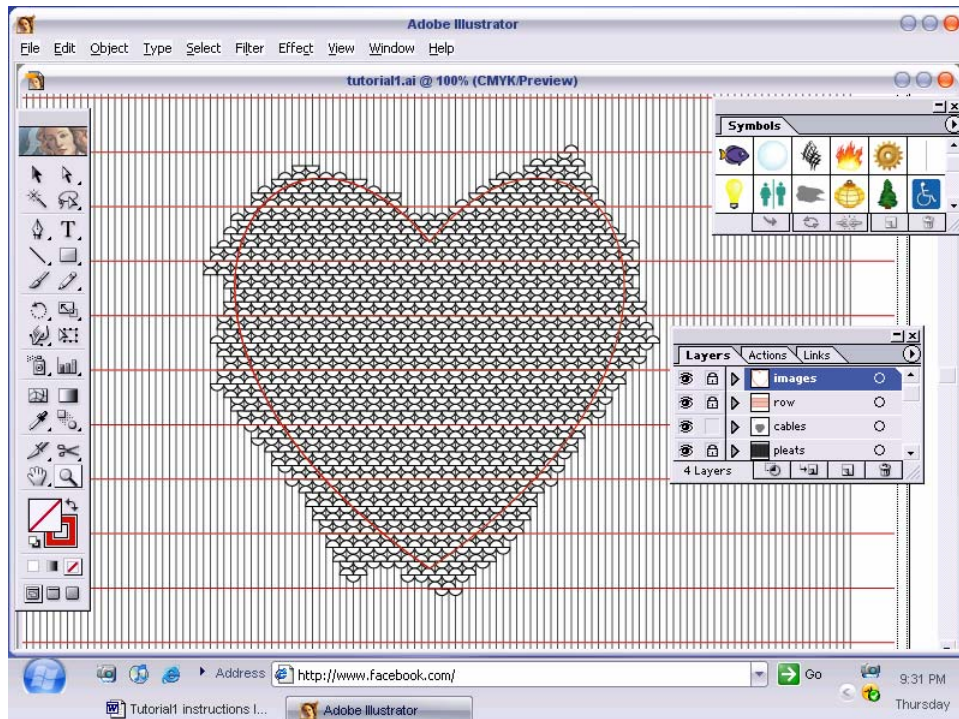 Adobe Illustrator
File Edit Object Type Select Filter Effect View Window Help
tutorial1.ai @ 100% (CMYK/Preview)
Symbols
T
Layers Actions Links
images
row
cables
pleats
4 Layers
Address http://www.facebook.com/ Go
9:31 PM
Thursday
Tutorial1 instructions I...
Adobe Illustrator